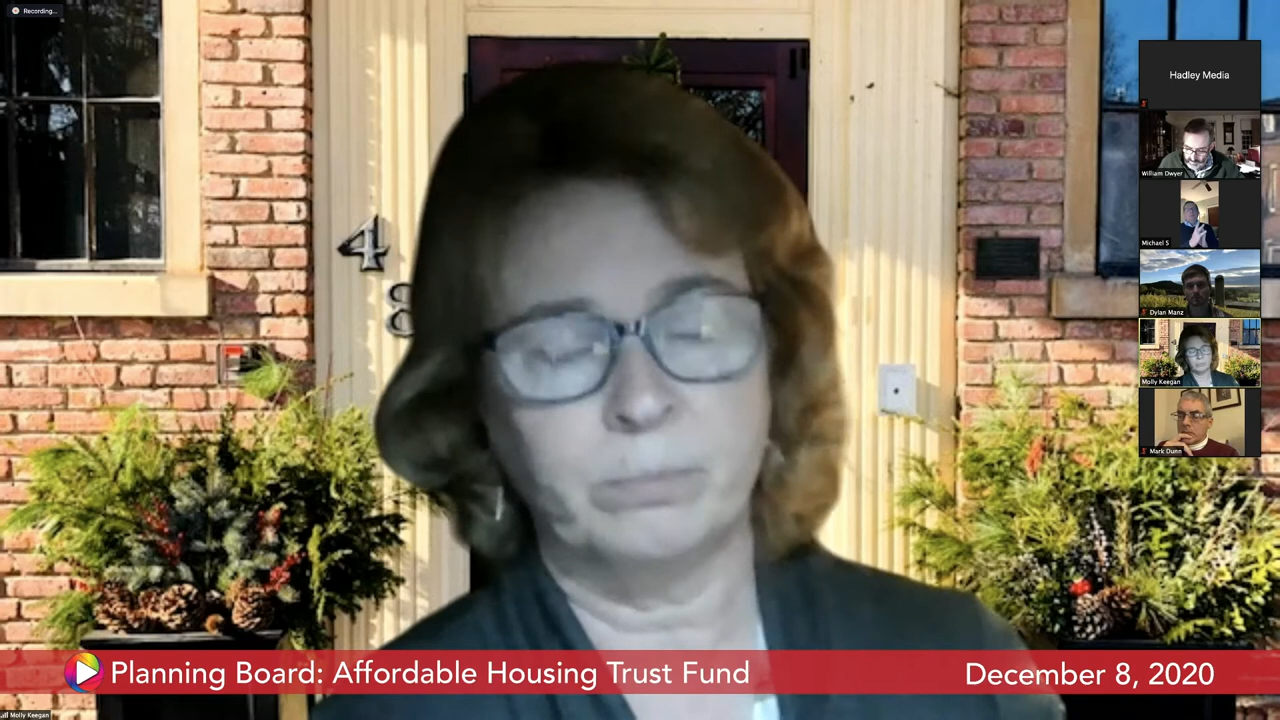 Recording...
Hadley Media
William Dwyer
Michael S
Dylan Manz
Molly Keegan
Mark Dunn
4
8
Planning Board: Affordable Housing Trust Fund
December 8, 2020
Molly Keegan